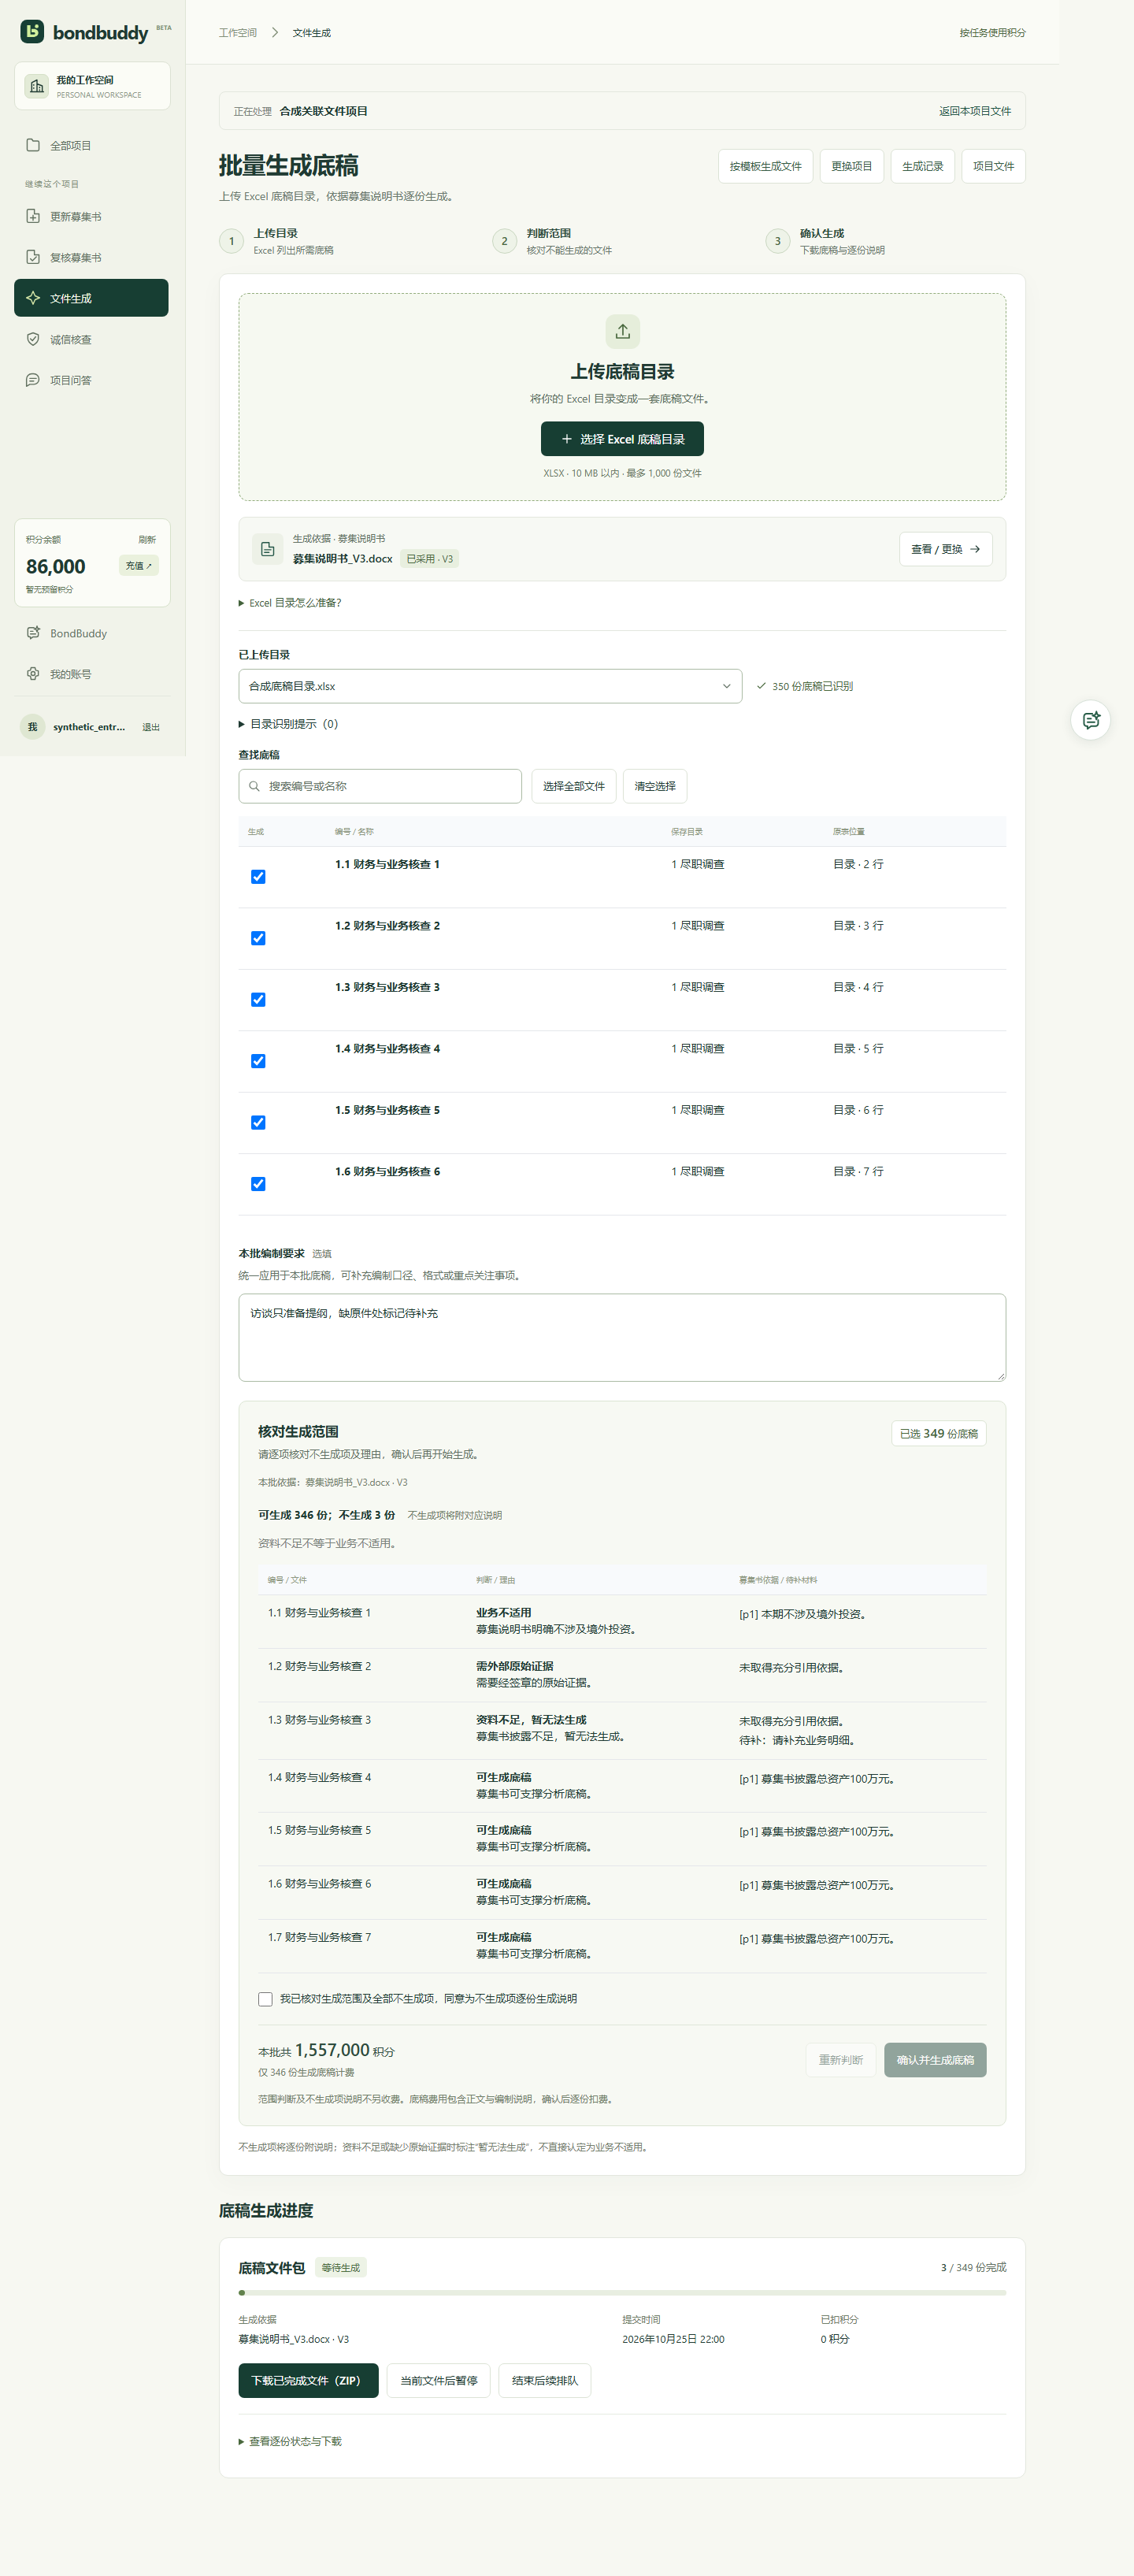 bondbuddy BETA
我的工作空间
PERSONAL WORKSPACE
全部项目
继续这个项目
更新募集书
复核募集书
文件生成
诚信核查
项目问答
积分余额 刷新
86,000 充值 ↗
暂无预留积分
BondBuddy
我的账号
我 synthetic_entr... 退出
工作空间 > 文件生成 按任务使用积分
正在处理 合成关联文件项目 返回本项目文件
批量生成底稿
按模板生成文件 更换项目 生成记录 项目文件
上传 Excel 底稿目录，依据募集说明书逐份生成。
1 上传目录
Excel 列出所需底稿
2 判断范围
核对不能生成的文件
3 确认生成
下载底稿与逐份说明
上传底稿目录
将你的 Excel 目录变成一套底稿文件。
+ 选择 Excel 底稿目录
XLSX · 10 MB 以内 · 最多 1,000 份文件
生成依据 · 募集说明书
募集说明书_V3.docx 已采用 · V3
查看 / 更换 →
▶ Excel 目录怎么准备？
已上传目录
合成底稿目录.xlsx
✓ 350 份底稿已识别
▶ 目录识别提示（0）
查找底稿
搜索编号或名称 选择全部文件 清空选择
生成 编号 / 名称 保存目录 原表位置
1.1 财务与业务核查 1 1 尽职调查 目录 · 2 行
1.2 财务与业务核查 2 1 尽职调查 目录 · 3 行
1.3 财务与业务核查 3 1 尽职调查 目录 · 4 行
1.4 财务与业务核查 4 1 尽职调查 目录 · 5 行
1.5 财务与业务核查 5 1 尽职调查 目录 · 6 行
1.6 财务与业务核查 6 1 尽职调查 目录 · 7 行
本批编制要求 选填
统一应用于本批底稿，可补充编制口径、格式或重点关注事项。
访谈只准备提纲，缺原件处标记待补充
核对生成范围 已选 349 份底稿
请逐项核对不生成项及理由，确认后再开始生成。
本批依据：募集说明书_V3.docx · V3
可生成 346 份；不生成 3 份 不生成项将附对应说明
资料不足不等于业务不适用。
编号 / 文件 判断 / 理由 募集书依据 / 待补材料
1.1 财务与业务核查 1 业务不适用 [p1] 本期不涉及境外投资。
募集说明书明确不涉及境外投资。
1.2 财务与业务核查 2 需外部原始证据 未取得充分引用依据。
需要经签章的原始证据。
1.3 财务与业务核查 3 资料不足，暂无法生成 未取得充分引用依据。
募集书披露不足，暂无法生成。 待补：请补充业务明细。
1.4 财务与业务核查 4 可生成底稿 [p1] 募集书披露总资产100万元。
募集书可支撑分析底稿。
1.5 财务与业务核查 5 可生成底稿 [p1] 募集书披露总资产100万元。
募集书可支撑分析底稿。
1.6 财务与业务核查 6 可生成底稿 [p1] 募集书披露总资产100万元。
募集书可支撑分析底稿。
1.7 财务与业务核查 7 可生成底稿 [p1] 募集书披露总资产100万元。
募集书可支撑分析底稿。
我已核对生成范围及全部不生成项，同意为不生成项逐份生成说明
本批共 1,557,000 积分
仅 346 份生成底稿计费
重新判断 确认并生成底稿
范围判断及不生成项说明不另收费。底稿费用包含正文与编制说明，确认后逐份扣费。
不生成项将逐份附说明；资料不足或缺少原始证据时标注“暂无法生成”，不直接认定为业务不适用。
底稿生成进度
底稿文件包 等待生成 3 / 349 份完成
生成依据 提交时间 已扣积分
募集说明书_V3.docx · V3 2026年10月25日 22:00 0 积分
下载已完成文件（ZIP） 当前文件后暂停 结束后续排队
▶ 查看逐份状态与下载